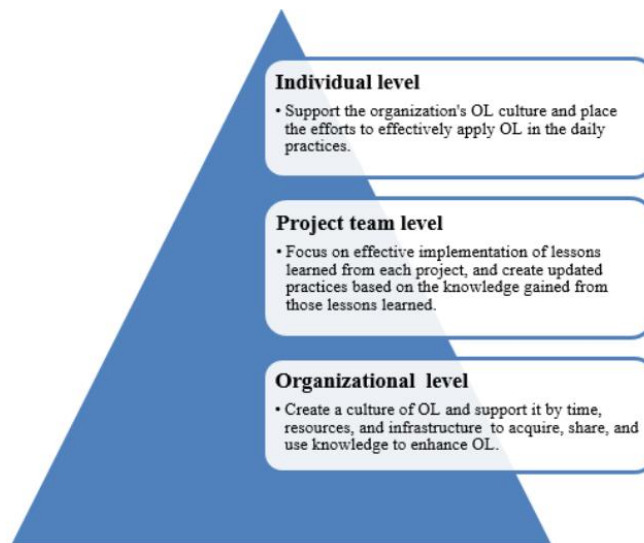 Individual level
• Support the organization's OL culture and place
the efforts to effectively apply OL in the daily
practices.
Project team level
• Focus on effective implementation of lessons
learned from each project, and create updated
practices based on the knowledge gained from
those lessons learned.
Organizational level
• Create a culture of OL and support it by time,
resources, and infrastructure to acquire, share, and
use knowledge to enhance OL.